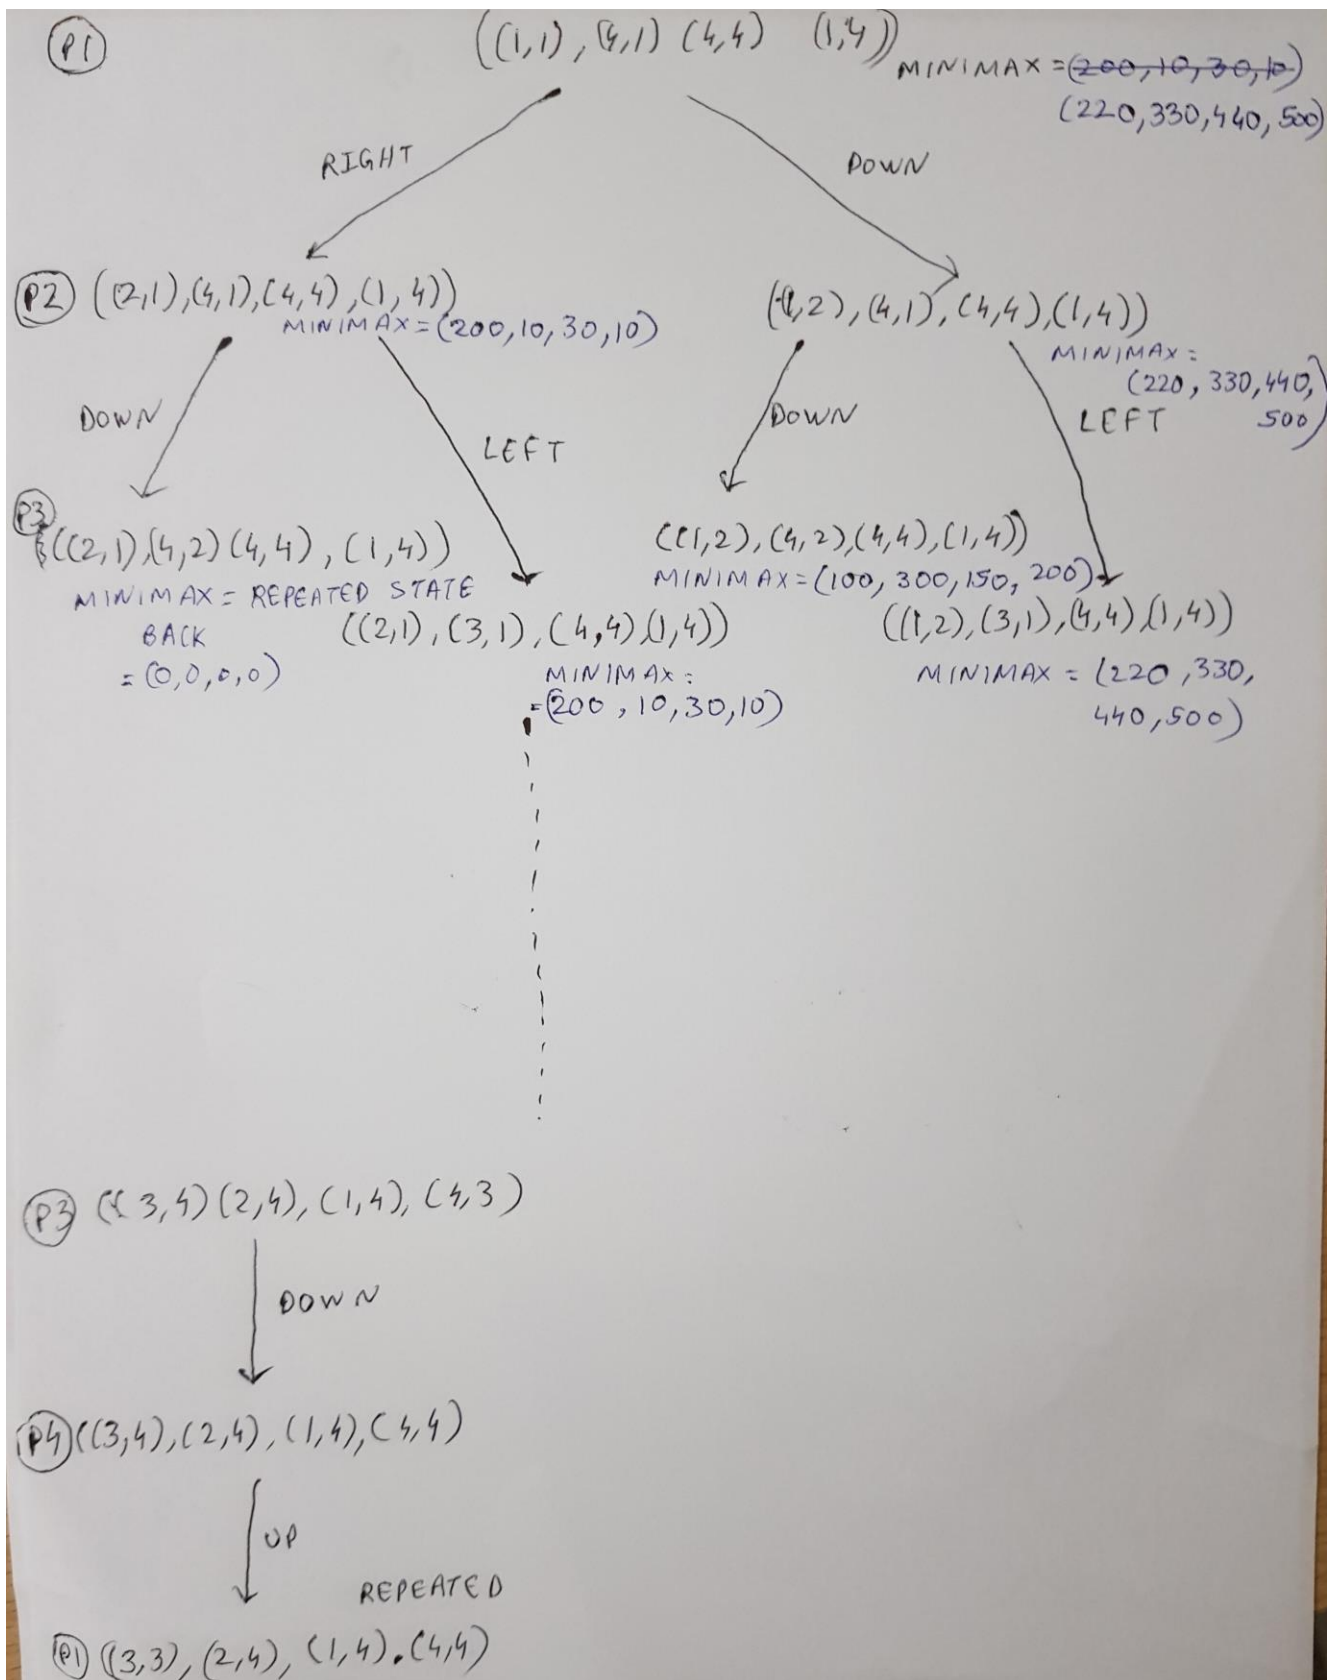 P1 ((1,1), (4,1) (4,4) (1,4))
MINIMAX = (200,10,30,10)
(220,330,440,500)
RIGHT
DOWN
P2 ((2,1),(4,1),(4,4),(1,4))
MINIMAX = (200,10,30,10)
((1,2),(4,1),(4,4),(1,4))
MINIMAX =
(220, 330,440,
500)
DOWN
LEFT
DOWN
LEFT
P3
((2,1),(4,2)(4,4),(1,4))
MINIMAX = REPEATED STATE
BACK
= (0,0,0,0)
((2,1),(3,1),(4,4),(1,4))
MINIMAX =
=(200, 10,30,10)
((1,2),(4,2),(4,4),(1,4))
MINIMAX = (100, 300,150, 200)
((1,2),(3,1),(4,4),(1,4))
MINIMAX = (220,330,
440,500)
P3 ((3,4)(2,4),(1,4),(4,3)
DOWN
P4 ((3,4),(2,4),(1,4),(4,4)
UP
REPEATED
P1 ((3,3),(2,4),(1,4).(4,4)